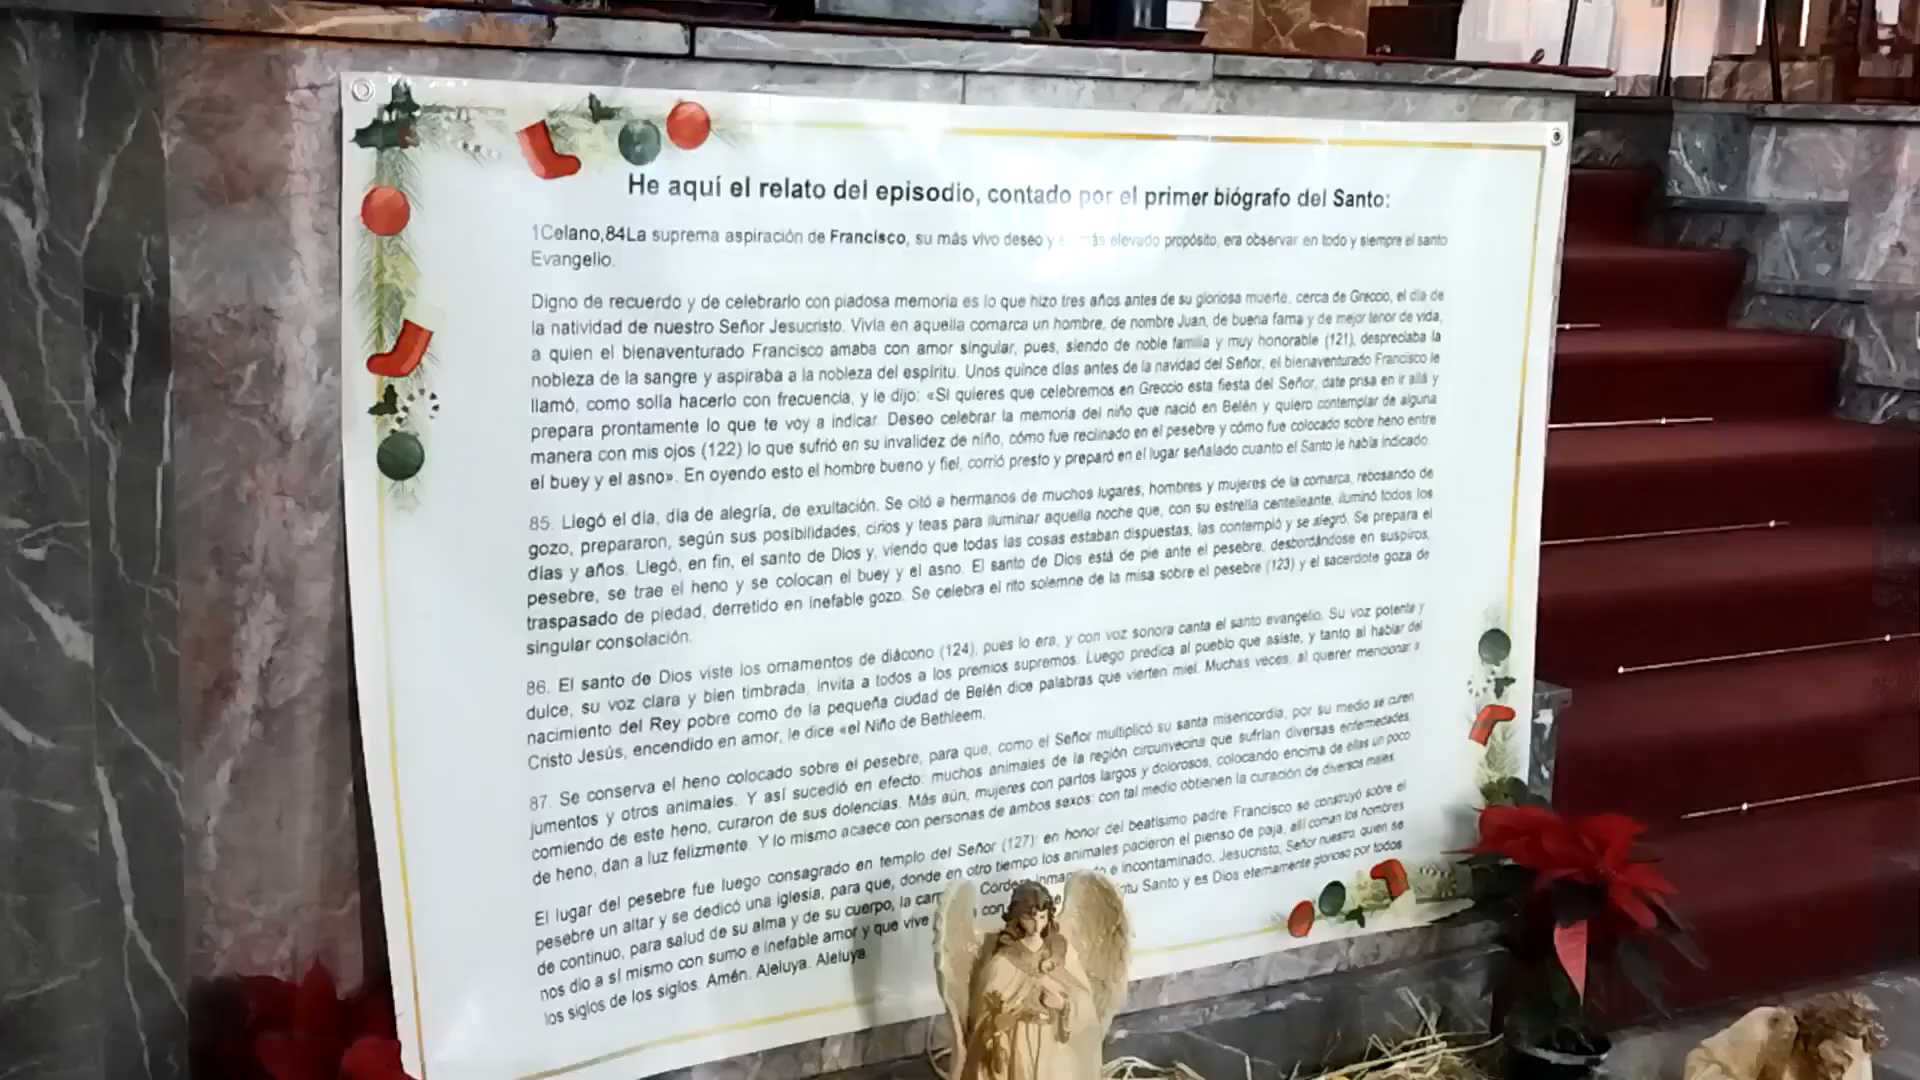 He aquí el relato del episodio, contado por el primer biógrafo del Santo:
1Celano,84La suprema aspiración de Francisco, su más vivo deseo y su más elevado propósito, era observar en todo y siempre el santo
Evangelio.
Digno de recuerdo y de celebrarlo con piadosa memoria es lo que hizo tres años antes de su gloriosa muerte, cerca de Greccio, el día de
la natividad de nuestro Señor Jesucristo. Vivía en aquella comarca un hombre, de nombre Juan, de buena fama y de mejor tenor de vida,
a quien el bienaventurado Francisco amaba con amor singular, pues, siendo de noble familia y muy honorable (121), despreciaba la
nobleza de la sangre y aspiraba a la nobleza del espíritu. Unos quince días antes de la navidad del Señor, el bienaventurado Francisco le
llamó, como solía hacerlo con frecuencia, y le dijo: «Si quieres que celebremos en Greccio esta fiesta del Señor, date prisa en ir allá y
prepara prontamente lo que te voy a indicar. Deseo celebrar la memoria del niño que nació en Belén y quiero contemplar de alguna
manera con mis ojos (122) lo que sufrió en su invalidez de niño, cómo fue reclinado en el pesebre y cómo fue colocado sobre heno entre
el buey y el asno». En oyendo esto el hombre bueno y fiel, corrió presto y preparó en el lugar señalado cuanto el Santo le había indicado.
85. Llegó el día, día de alegría, de exultación. Se citó a hermanos de muchos lugares; hombres y mujeres de la comarca, rebosando de
gozo, prepararon, según sus posibilidades, cirios y teas para iluminar aquella noche que, con su estrella centelleante, iluminó todos los
días y años. Llegó, en fin, el santo de Dios y, viendo que todas las cosas estaban dispuestas, las contempló y se alegró. Se prepara el
pesebre, se trae el heno y se colocan el buey y el asno. El santo de Dios está de pie ante el pesebre, desbordándose en suspiros,
traspasado de piedad, derretido en inefable gozo. Se celebra el rito solemne de la misa sobre el pesebre (123) y el sacerdote goza de
singular consolación.
86. El santo de Dios viste los ornamentos de diácono (124), pues lo era, y con voz sonora canta el santo evangelio. Su voz potente y
dulce, su voz clara y bien timbrada, invita a todos a los premios supremos. Luego predica al pueblo que asiste, y tanto al hablar del
nacimiento del Rey pobre como de la pequeña ciudad de Belén dice palabras que vierten miel. Muchas veces, al querer mencionar a
Cristo Jesús, encendido en amor, le dice «el Niño de Bethleem.
87. Se conserva el heno colocado sobre el pesebre, para que, como el Señor multiplicó su santa misericordia, por su medio se curen
jumentos y otros animales. Y así sucedió en efecto: muchos animales de la región circunvecina que sufrían diversas enfermedades,
comiendo de este heno, curaron de sus dolencias. Más aún, mujeres con partos largos y dolorosos, colocando encima de ellas un poco
de heno, dan a luz felizmente. Y lo mismo acaece con personas de ambos sexos: con tal medio obtienen la curación de diversos males.
El lugar del pesebre fue luego consagrado en templo del Señor (127): en honor del beatísimo padre Francisco se construyó sobre el
pesebre un altar y se dedicó una iglesia, para que, donde en otro tiempo los animales pacieron el pienso de paja, allí coman los hombres
de continuo, para salud de su alma y de su cuerpo, la car Cordero inma o e incontaminado, Jesucristo, Señor nuestro, quien se
nos dio a sí mismo con sumo e inefable amor y que vive con Santo y es Dios eternamente glorioso por todos
los siglos de los siglos. Amén. Aleluya. Aleluya.